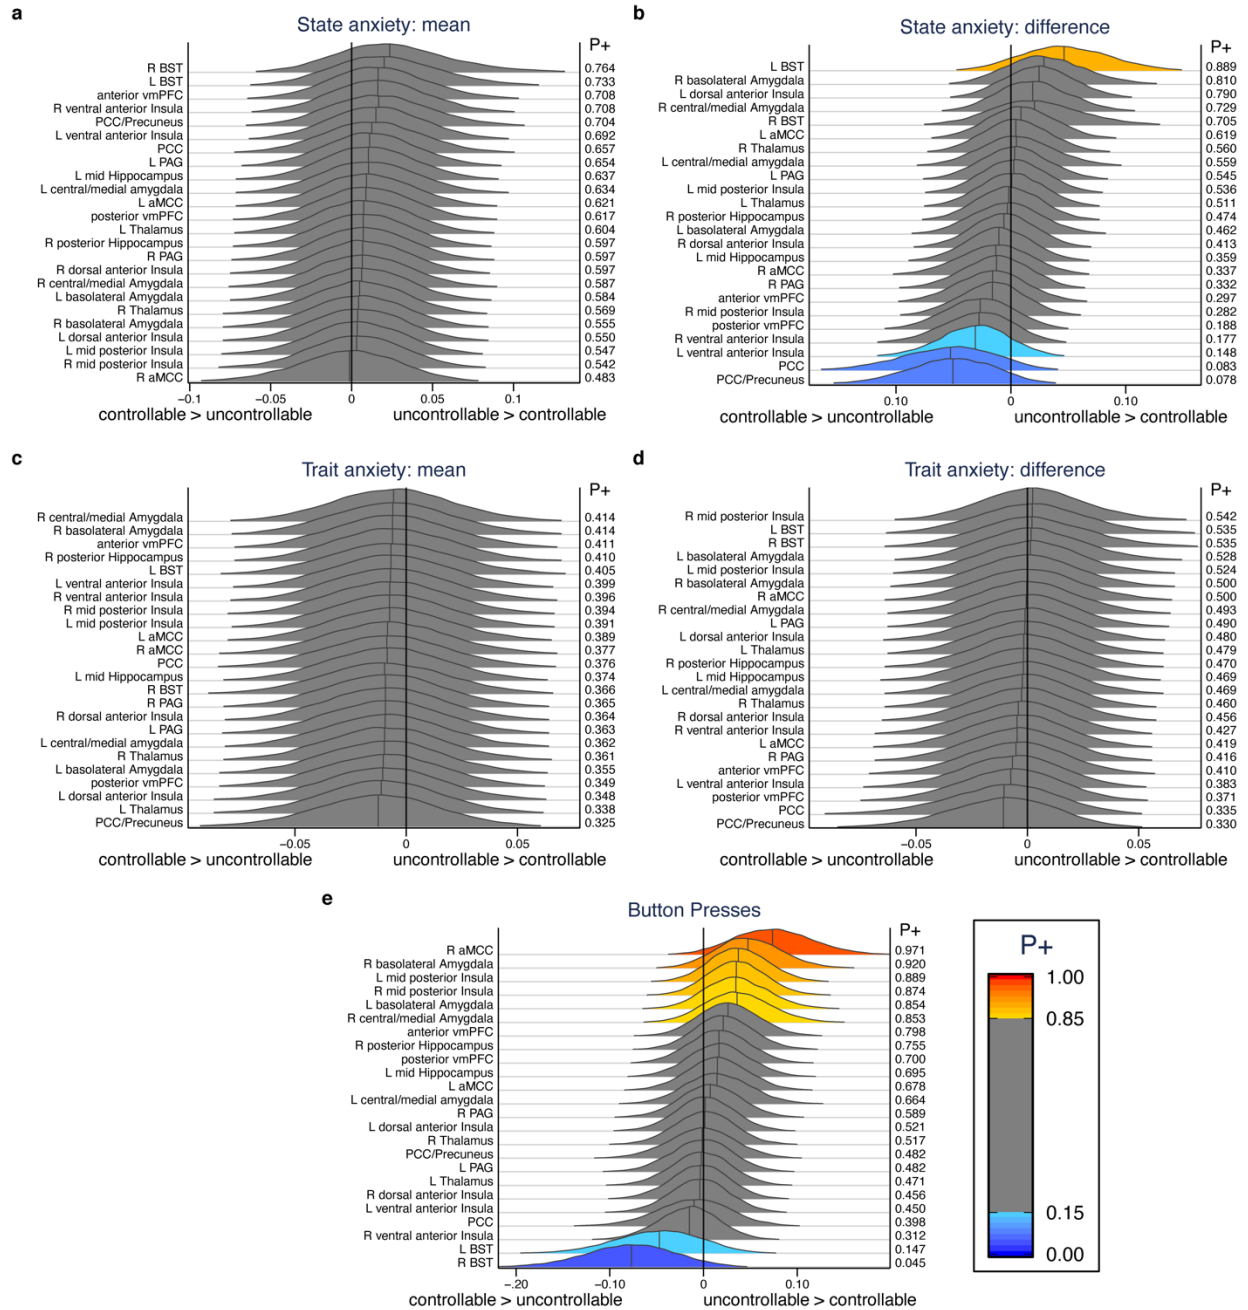 a
State anxiety: mean
P+
R BST 0.764
L BST 0.733
anterior vmPFC 0.708
R ventral anterior Insula 0.708
PCC/Precuneus 0.704
L ventral anterior Insula 0.692
PCC 0.657
L PAG 0.654
L mid Hippocampus 0.637
L central/medial amygdala 0.634
L aMCC 0.621
posterior vmPFC 0.617
L Thalamus 0.604
R posterior Hippocampus 0.597
R PAG 0.597
R dorsal anterior Insula 0.597
R central/medial Amygdala 0.587
L basolateral Amygdala 0.584
R Thalamus 0.569
R basolateral Amygdala 0.555
L dorsal anterior Insula 0.550
L mid posterior Insula 0.547
R mid posterior Insula 0.542
R aMCC 0.483
−0.1 −0.05 0 0.05 0.1
controllable > uncontrollable uncontrollable > controllable
b
State anxiety: difference
P+
L BST 0.889
R basolateral Amygdala 0.810
L dorsal anterior Insula 0.790
R central/medial Amygdala 0.729
R BST 0.705
L aMCC 0.619
R Thalamus 0.560
L central/medial amygdala 0.559
L PAG 0.545
L mid posterior Insula 0.536
L Thalamus 0.511
R posterior Hippocampus 0.474
L basolateral Amygdala 0.462
R dorsal anterior Insula 0.413
L mid Hippocampus 0.359
R aMCC 0.337
R PAG 0.332
anterior vmPFC 0.297
R mid posterior Insula 0.282
posterior vmPFC 0.188
R ventral anterior Insula 0.177
L ventral anterior Insula 0.148
PCC 0.083
PCC/Precuneus 0.078
0.10 0 0.10
controllable > uncontrollable uncontrollable > controllable
c
Trait anxiety: mean
P+
R central/medial Amygdala 0.414
R basolateral Amygdala 0.414
anterior vmPFC 0.411
R posterior Hippocampus 0.410
L BST 0.405
L ventral anterior Insula 0.399
R ventral anterior Insula 0.396
R mid posterior Insula 0.394
L mid posterior Insula 0.391
L aMCC 0.389
R aMCC 0.377
PCC 0.376
L mid Hippocampus 0.374
R BST 0.366
R PAG 0.365
R dorsal anterior Insula 0.364
L PAG 0.363
L central/medial amygdala 0.362
R Thalamus 0.361
L basolateral Amygdala 0.355
posterior vmPFC 0.349
L dorsal anterior Insula 0.348
L Thalamus 0.338
PCC/Precuneus 0.325
−0.05 0 0.05
controllable > uncontrollable uncontrollable > controllable
d
Trait anxiety: difference
P+
R mid posterior Insula 0.542
L BST 0.535
R BST 0.535
L basolateral Amygdala 0.528
L mid posterior Insula 0.524
R basolateral Amygdala 0.500
R aMCC 0.500
R central/medial Amygdala 0.493
L PAG 0.490
L dorsal anterior Insula 0.480
L Thalamus 0.479
R posterior Hippocampus 0.470
L mid Hippocampus 0.469
L central/medial amygdala 0.469
R Thalamus 0.460
R dorsal anterior Insula 0.456
R ventral anterior Insula 0.427
L aMCC 0.419
R PAG 0.416
anterior vmPFC 0.410
L ventral anterior Insula 0.383
posterior vmPFC 0.371
PCC 0.335
PCC/Precuneus 0.330
−0.05 0 0.05
controllable > uncontrollable uncontrollable > controllable
e
Button Presses
P+
R aMCC 0.971
R basolateral Amygdala 0.920
L mid posterior Insula 0.889
R mid posterior Insula 0.874
L basolateral Amygdala 0.854
R central/medial Amygdala 0.853
anterior vmPFC 0.798
R posterior Hippocampus 0.755
posterior vmPFC 0.700
L mid Hippocampus 0.695
L aMCC 0.678
L central/medial amygdala 0.664
R PAG 0.589
L dorsal anterior Insula 0.521
R Thalamus 0.517
PCC/Precuneus 0.482
L PAG 0.482
L Thalamus 0.471
R dorsal anterior Insula 0.456
L ventral anterior Insula 0.450
PCC 0.398
R ventral anterior Insula 0.312
L BST 0.147
R BST 0.045
-.20 −0.10 0 0.10
controllable > uncontrollable uncontrollable > controllable
P+
1.00
0.85
0.15
0.00